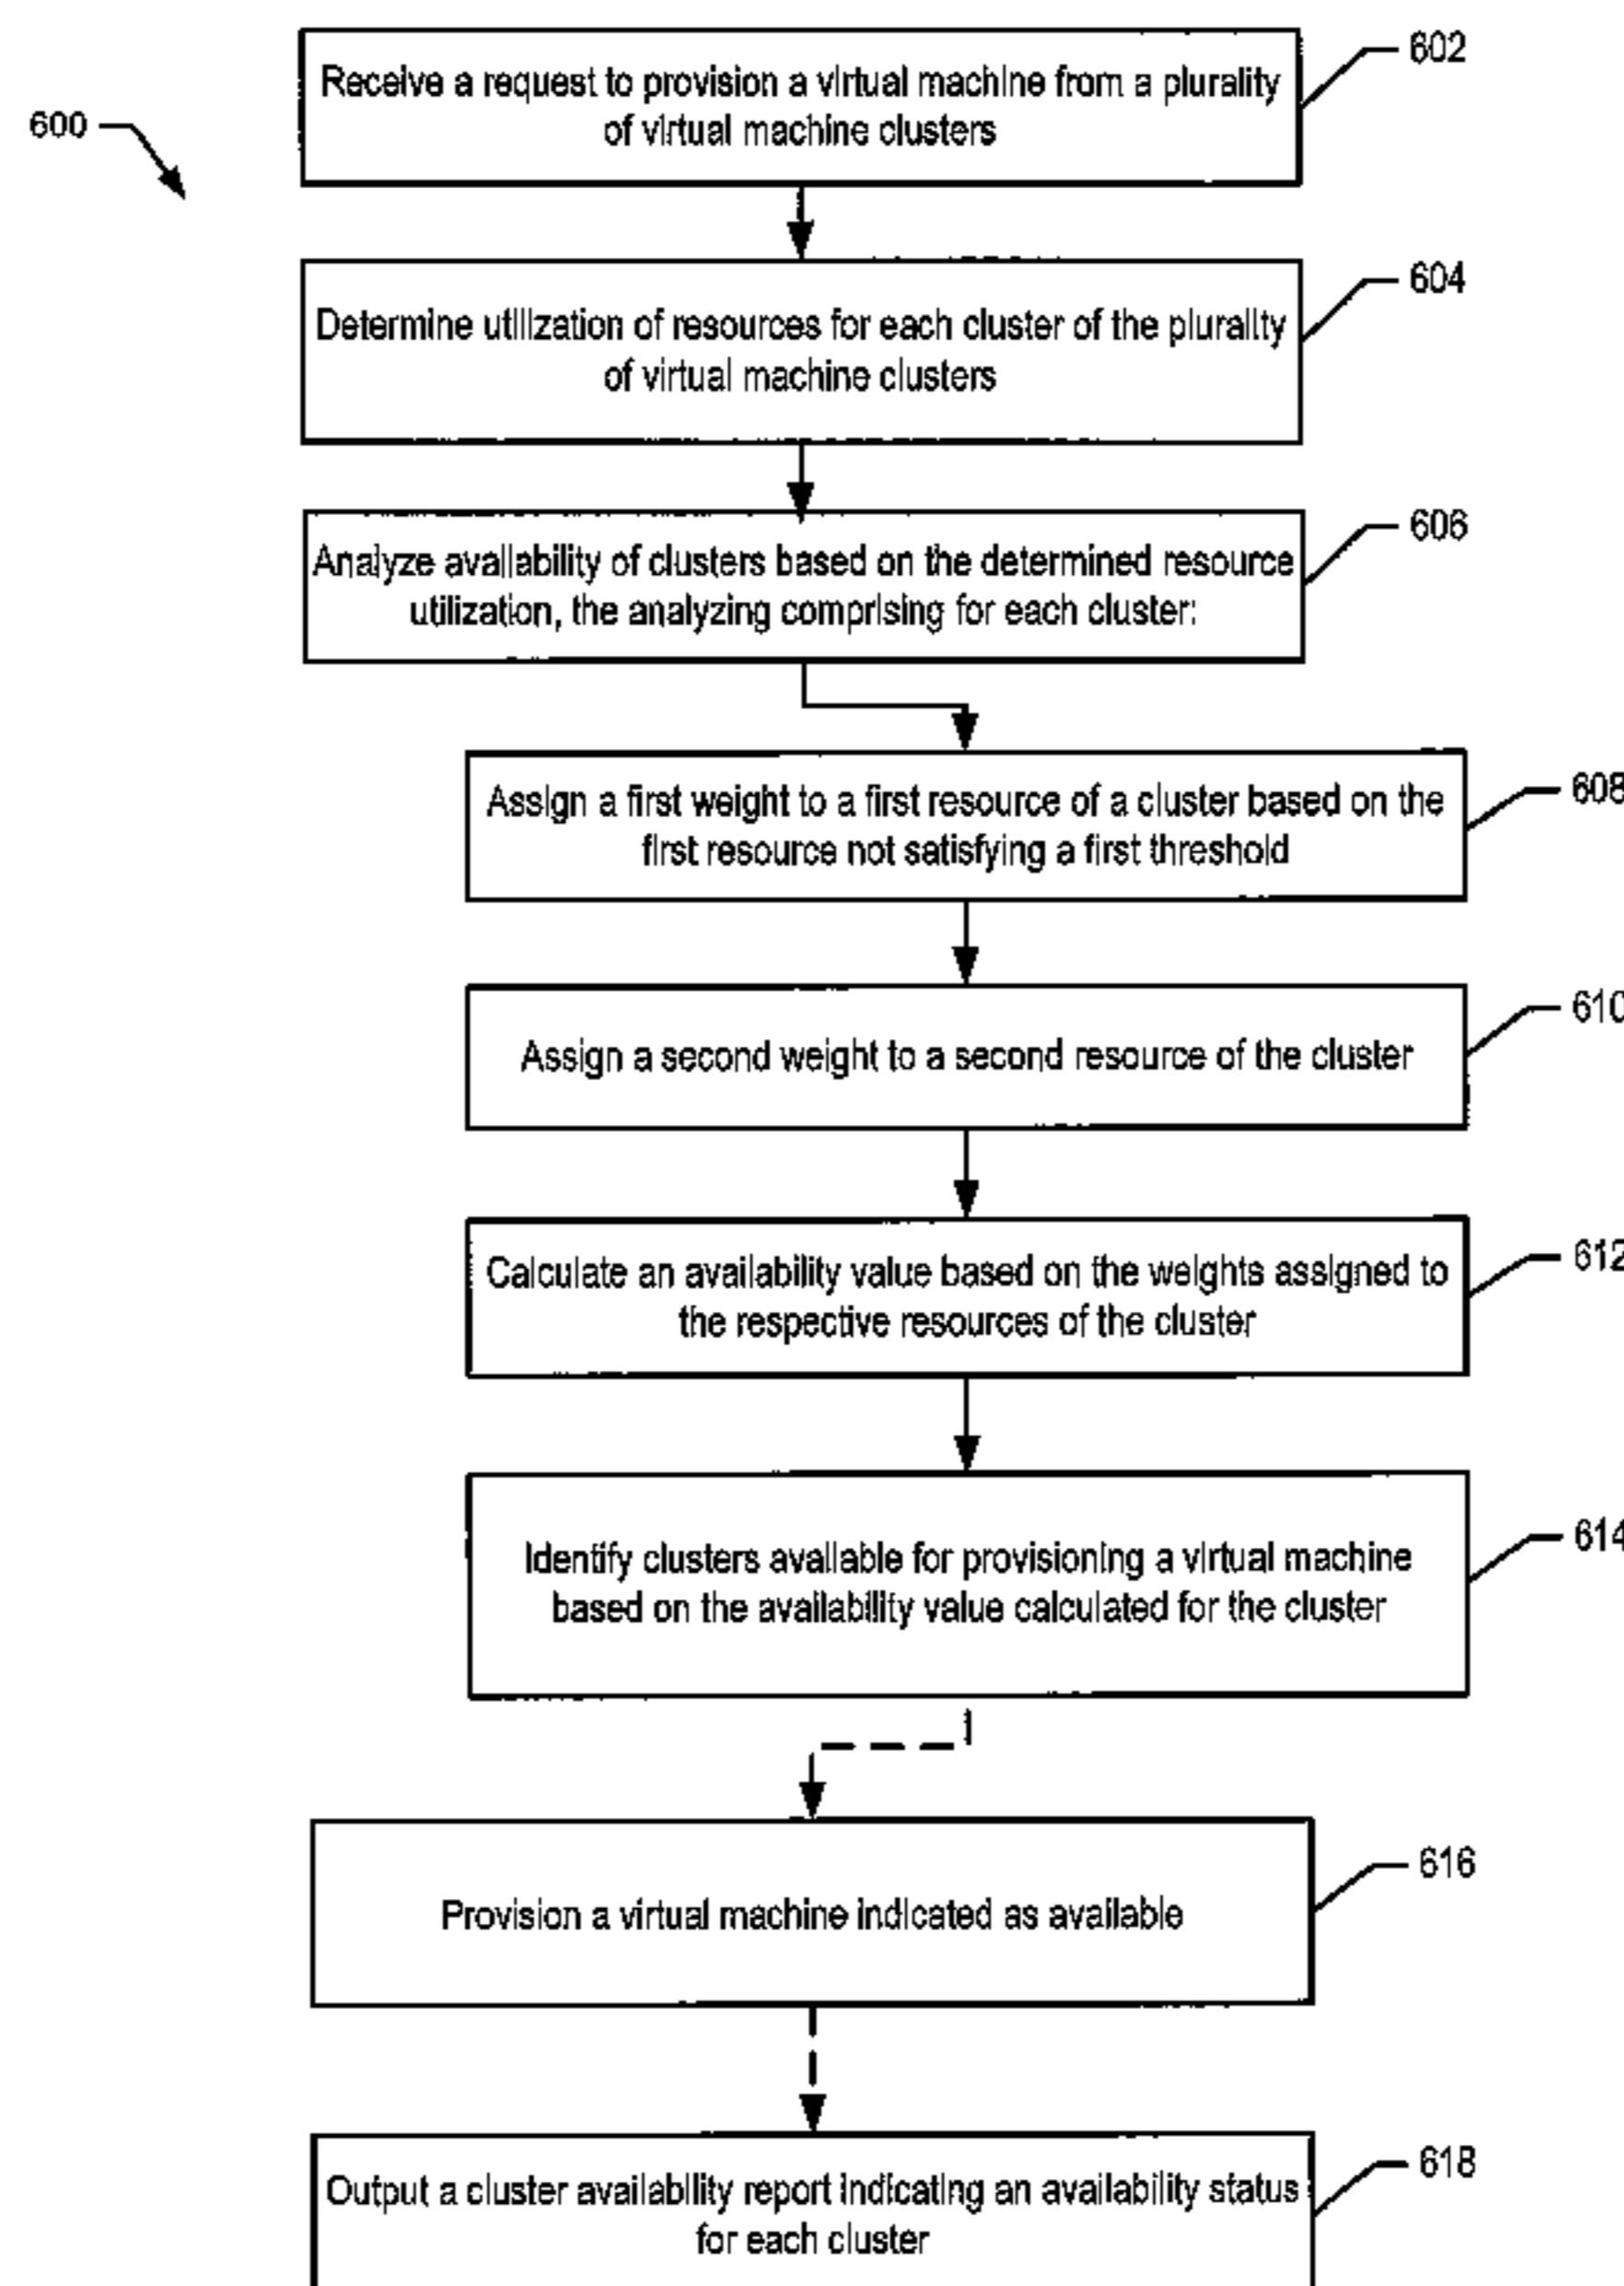 602
Receive a request to provision a virtual machine from a plurality
of virtual machine clusters
600
604
Determine utilization of resources for each cluster of the plurality
of virtual machine clusters
606
Analyze availability of clusters based on the determined resource
utilization, the analyzing comprising for each cluster:
608
Assign a first weight to a first resource of a cluster based on the
first resource not satisfying a first threshold
610
Assign a second weight to a second resource of the cluster
612
Calculate an availability value based on the weights assigned to
the respective resources of the cluster
614
Identify clusters available for provisioning a virtual machine
based on the availability value calculated for the cluster
616
Provision a virtual machine indicated as available
618
Output a cluster availability report indicating an availability status
for each cluster